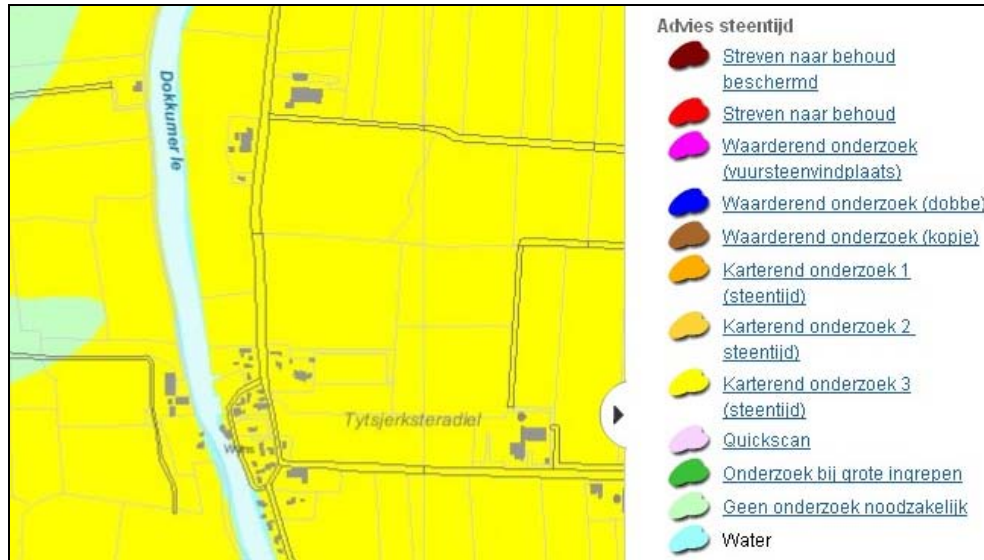 Dokkumer Ie
Tytsjerksteradiel
Advies steentijd
Streven naar behoud
beschermd
Streven naar behoud
Waarderend onderzoek
(vuursteenvindplaats)
Waarderend onderzoek (dobbe)
Waarderend onderzoek (kopje)
Karterend onderzoek 1
(steentijd)
Karterend onderzoek 2
steentijd)
Karterend onderzoek 3
(steentijd)
Quickscan
Onderzoek bij grote ingrepen
Geen onderzoek noodzakelijk
Water